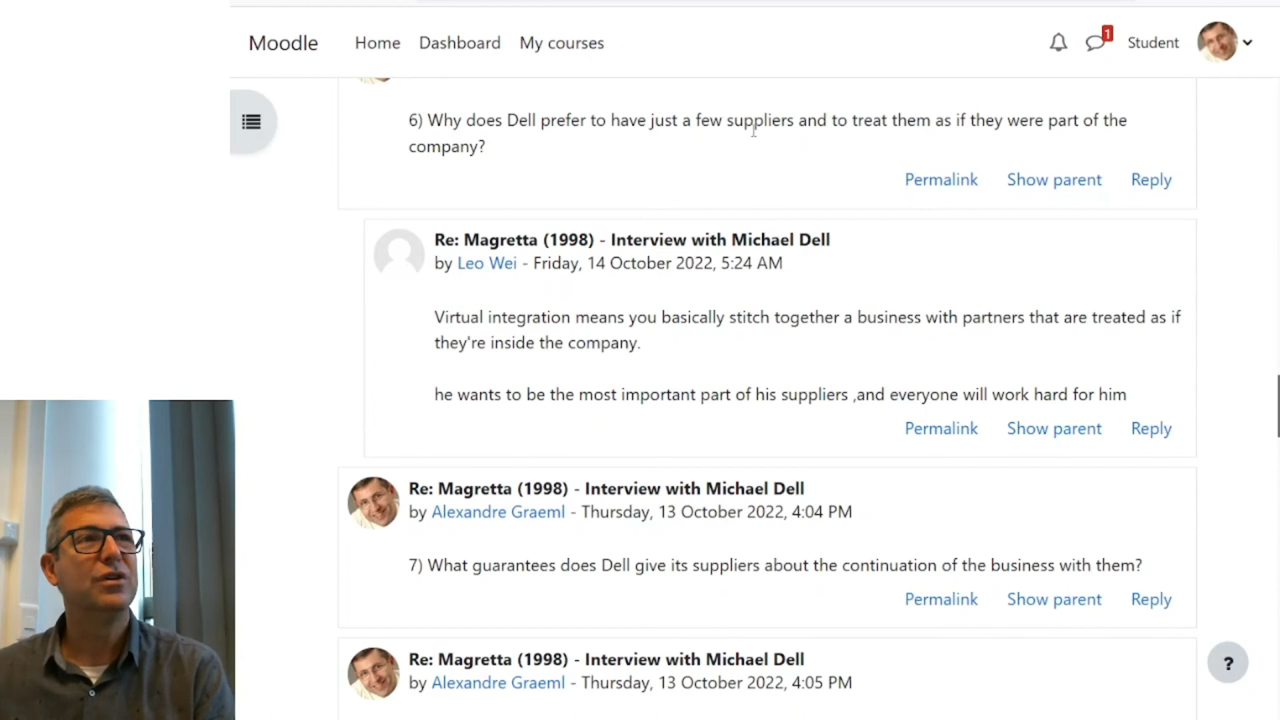 Moodle Home Dashboard My courses 1 Student
6) Why does Dell prefer to have just a few suppliers and to treat them as if they were part of the
company?
Permalink Show parent Reply
Re: Magretta (1998) - Interview with Michael Dell
by Leo Wei - Friday, 14 October 2022, 5:24 AM
Virtual integration means you basically stitch together a business with partners that are treated as if
they're inside the company.
he wants to be the most important part of his suppliers ,and everyone will work hard for him
Permalink Show parent Reply
Re: Magretta (1998) - Interview with Michael Dell
by Alexandre Graeml - Thursday, 13 October 2022, 4:04 PM
7) What guarantees does Dell give its suppliers about the continuation of the business with them?
Permalink Show parent Reply
Re: Magretta (1998) - Interview with Michael Dell
by Alexandre Graeml - Thursday, 13 October 2022, 4:05 PM
?